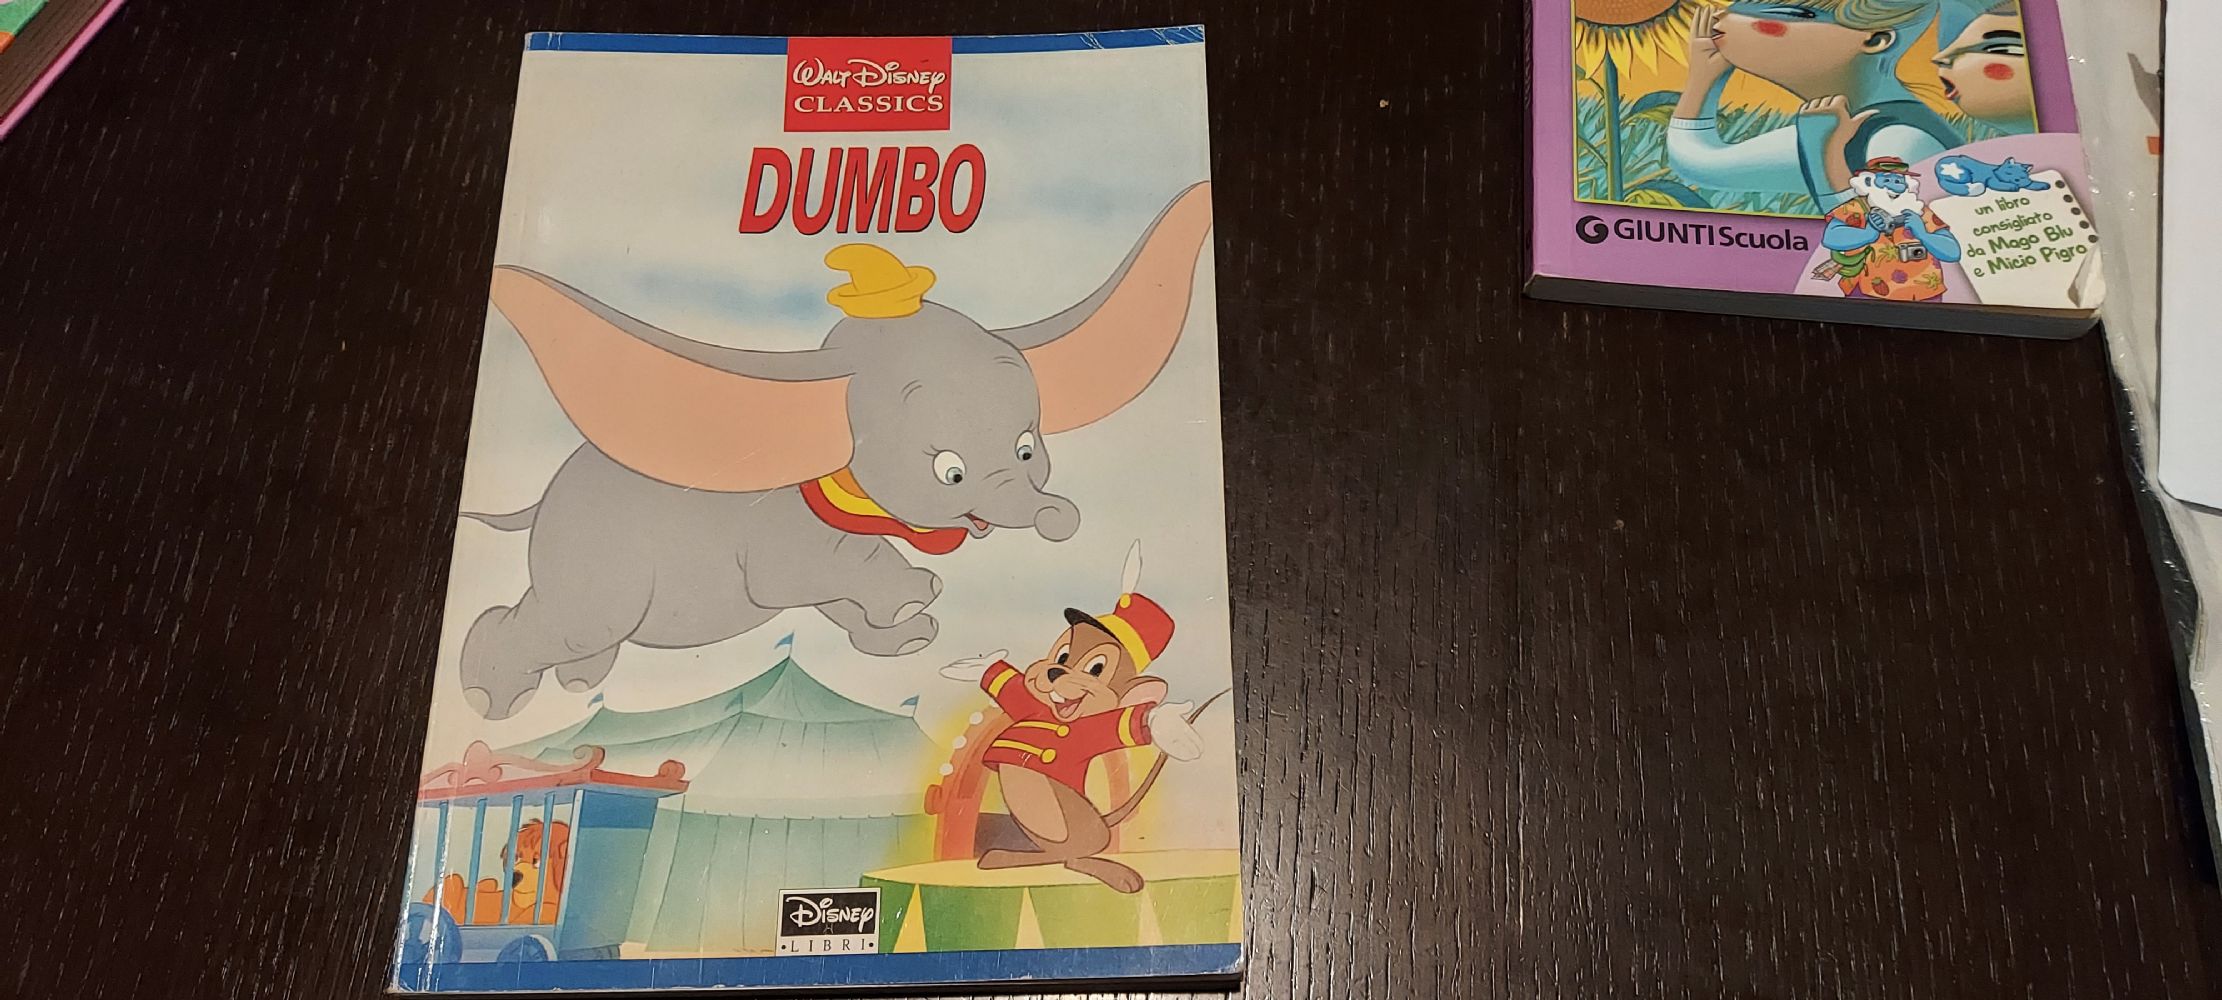 WALT DISNEY
CLASSICS
DUMBO
DISNEY
•LIBRI•
GIUNTI Scuola
un libro
consigliato
da Mago Blu
e Micio Pigro